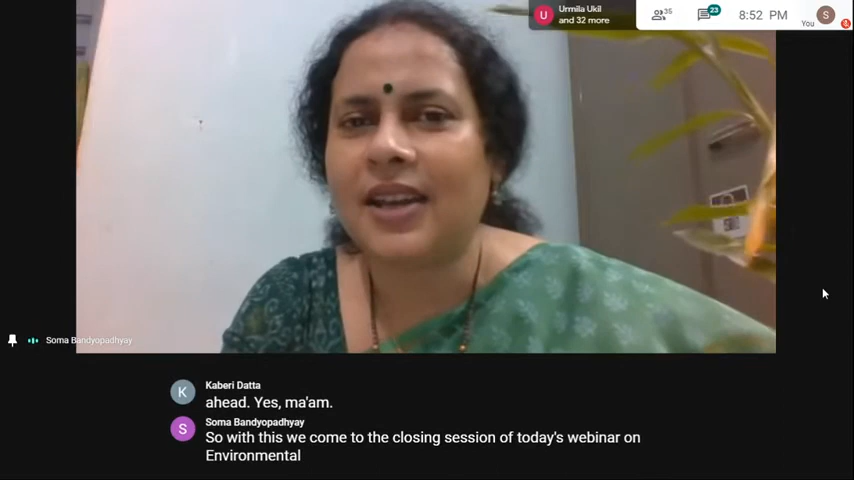 Urmila Ukil
and 32 more
U
35
23
8:52 PM
You
S
Soma Bandyopadhyay
K
Kaberi Datta
ahead. Yes, ma'am.
S
Soma Bandyopadhyay
So with this we come to the closing session of today's webinar on
Environmental